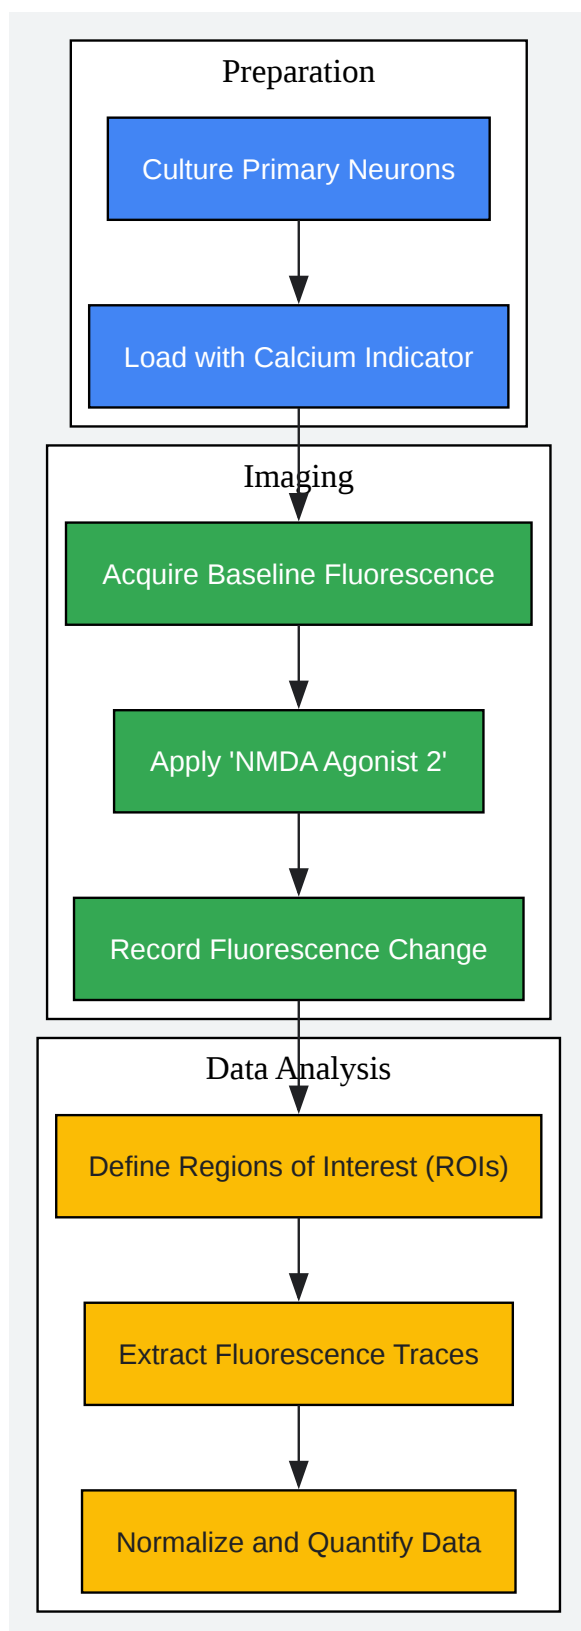 Preparation
Culture Primary Neurons
Load with Calcium Indicator
Imaging
Acquire Baseline Fluorescence
Apply 'NMDA Agonist 2'
Record Fluorescence Change
Data Analysis
Define Regions of Interest (ROIs)
Extract Fluorescence Traces
Normalize and Quantify Data